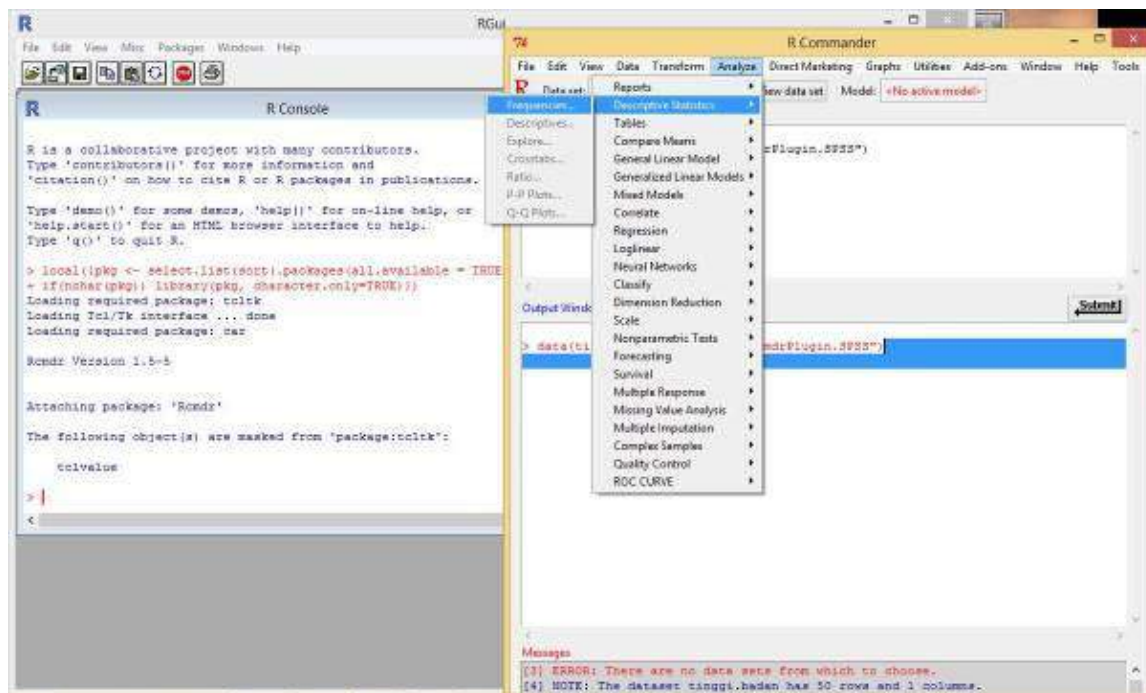 RGui
File Edit View Misc Packages Windows Help
R Console
R is a collaborative project with many contributors.
Type 'contributors()' for more information and
'citation()' on how to cite R or R packages in publications.
Type 'demo()' for some demos, 'help()' for on-line help, or
'help.start()' for an HTML browser interface to help.
Type 'q()' to quit R.
> local({pkg <- select.list(sort(.packages(all.available = TRUE
+ if(nchar(pkg)) library(pkg, character.only=TRUE)})
Loading required package: tcltk
Loading Tcl/Tk interface ... done
Loading required package: car
Rcmdr Version 1.5-5
Attaching package: 'Rcmdr'
The following object(s) are masked from 'package:tcltk':
tclvalue
>
R Commander
File Edit View Data Transform Analyze Direct Marketing Graphs Utilities Add-ons Window Help Tools
Data set:
iew data set Model: <No active model>
rPlugin.SPSS")
Reports
Descriptive Statistics
Tables
Compare Means
General Linear Model
Generalized Linear Models
Mixed Models
Correlate
Regression
Loglinear
Neural Networks
Classify
Dimension Reduction
Scale
Nonparametric Tests
Forecasting
Survival
Multiple Response
Missing Value Analysis
Multiple Imputation
Complex Samples
Quality Control
ROC CURVE
Frequencies...
Descriptives...
Explore...
Crosstabs...
Ratio...
P-P Plots...
Q-Q Plots...
Output Windo
Submit
> data(ti
mdrPlugin.SPSS")
Messages
[3] ERROR: There are no data sets from which to choose.
[4] NOTE: The dataset tinggi.badan has 50 rows and 1 columns.